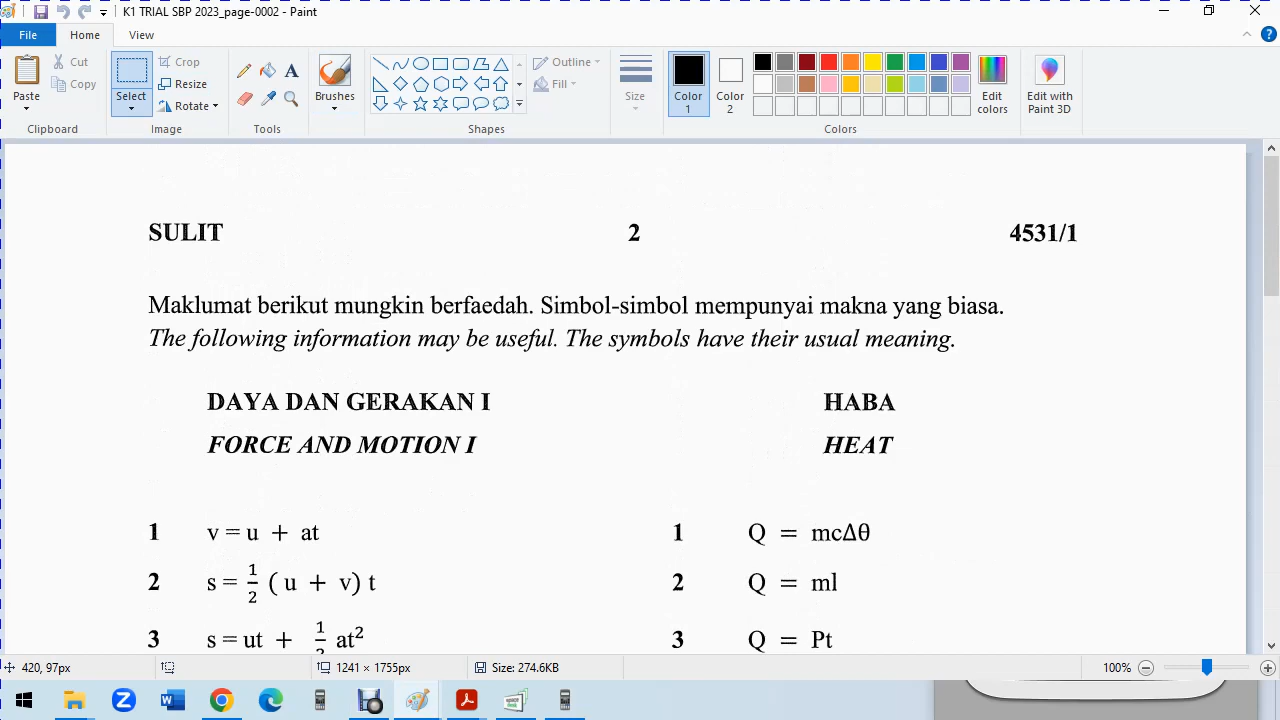 K1 TRIAL SBP 2023_page-0002 - Paint
File Home View
Paste
Cut
Copy
Clipboard
Select
Crop
Resize
Rotate
Image
A
Tools
Brushes
Outline
Fill
Shapes
Size
Color 1
Color 2
Edit colors
Colors
Edit with Paint 3D
SULIT 2 4531/1
Maklumat berikut mungkin berfaedah. Simbol-simbol mempunyai makna yang biasa.
The following information may be useful. The symbols have their usual meaning.
DAYA DAN GERAKAN I HABA
FORCE AND MOTION I HEAT
1 v = u + at 1 Q = mcΔθ
2 s = 1/2 ( u + v) t 2 Q = ml
3 s = ut + 1/2 at² 3 Q = Pt
420, 97px 1241 × 1755px Size: 274.6KB 100%